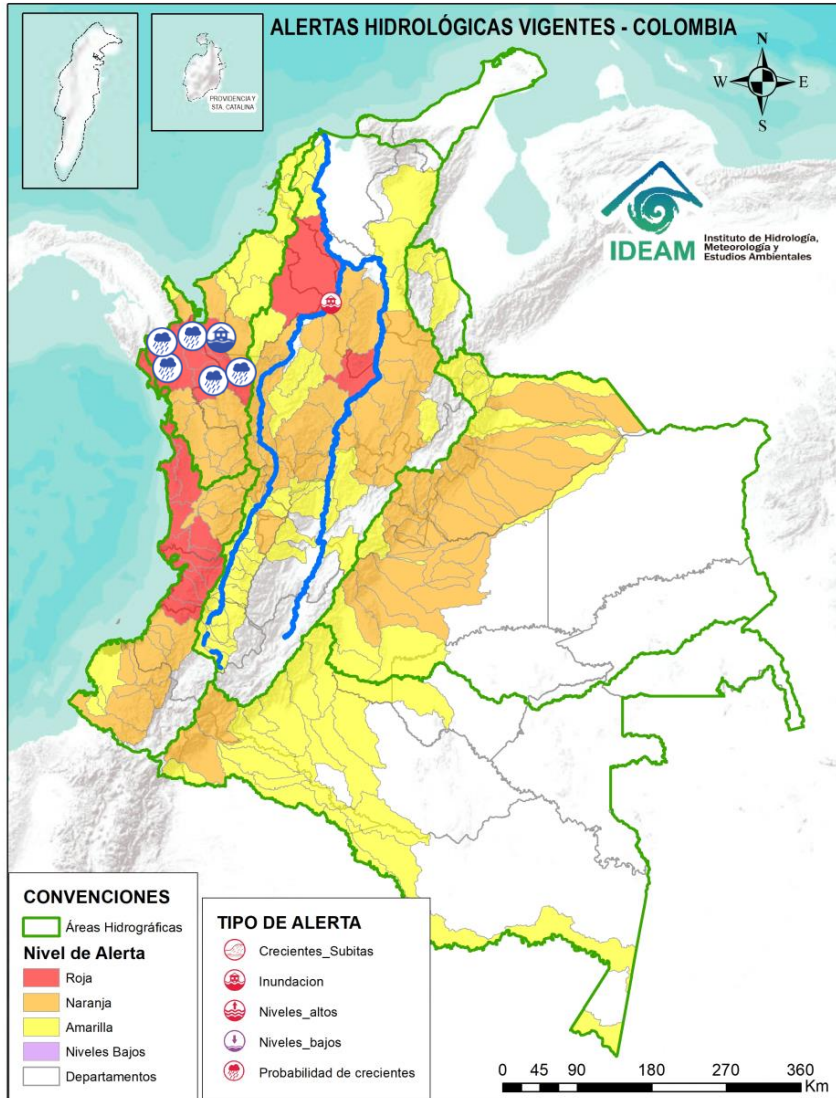 ALERTAS HIDROLÓGICAS VIGENTES - COLOMBIA
PROVIDENCIA Y
STA. CATALINA
N
W
E
S
IDEAM
Instituto de Hidrología,
Meteorología y
Estudios Ambientales
CONVENCIONES
Áreas Hidrográficas
Nivel de Alerta
Roja
Naranja
Amarilla
Niveles Bajos
Departamentos
TIPO DE ALERTA
Crecientes_Subitas
Inundacion
Niveles_altos
Niveles_bajos
Probabilidad de crecientes
0 45 90 180 270 360
Km